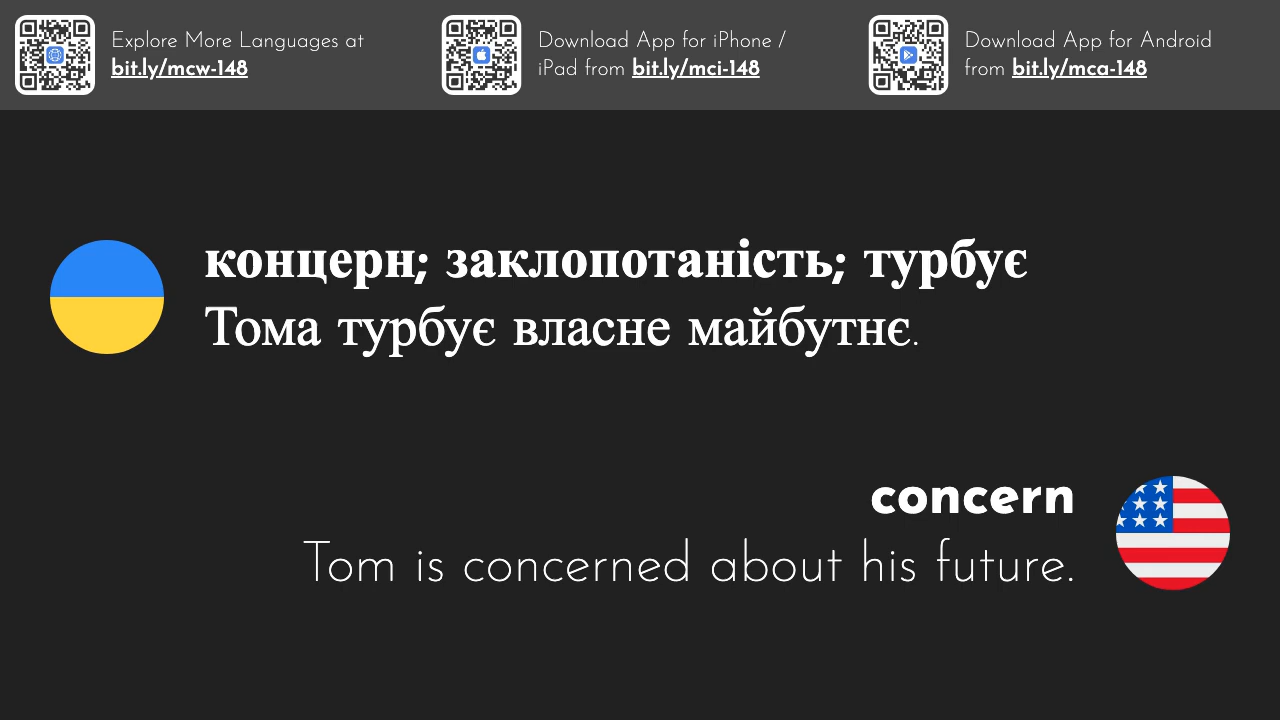 Explore More Languages at
bit.ly/mcw-148
Download App for iPhone /
iPad from bit.ly/mci-148
Download App for Android
from bit.ly/mca-148
концерн; заклопотаність; турбує
Тома турбує власне майбутнє.
concern
Tom is concerned about his future.